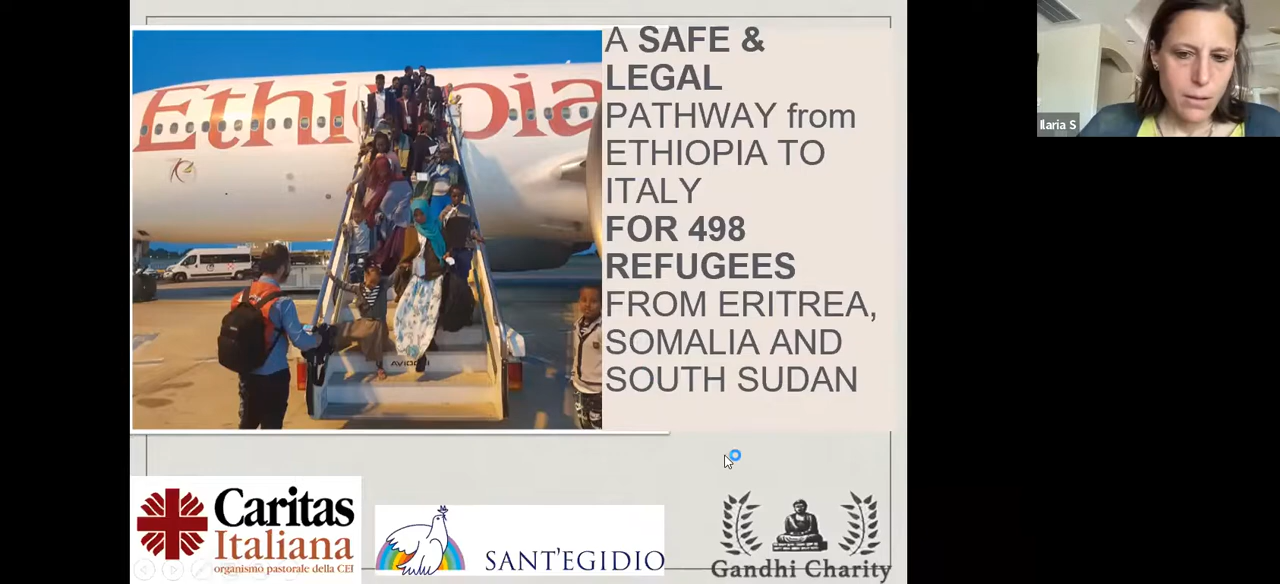 A SAFE &
LEGAL
PATHWAY from
ETHIOPIA TO
ITALY
FOR 498
REFUGEES
FROM ERITREA,
SOMALIA AND
SOUTH SUDAN
Ethiopia
Caritas
Italiana
organismo pastorale della CEI
SANT'EGIDIO
Gandhi Charity
Ilaria S